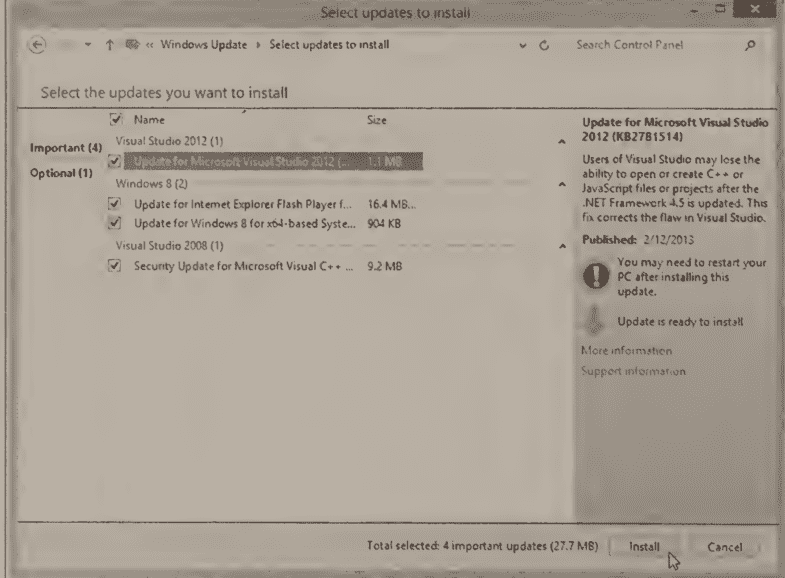 Select updates to install
« Windows Update › Select updates to install
Search Control Panel
Select the updates you want to install
Name Size
Important (4)
Optional (1)
Visual Studio 2012 (1)
Update for Microsoft Visual Studio 2012 (... 1.1 MB
Windows 8 (2)
Update for Internet Explorer Flash Player f... 16.4 MB...
Update for Windows 8 for x64-based Syste... 904 KB
Visual Studio 2008 (1)
Security Update for Microsoft Visual C++ ... 9.2 MB
Update for Microsoft Visual Studio
2012 (KB2781514)
Users of Visual Studio may lose the
ability to open or create C++ or
JavaScript files or projects after the
.NET Framework 4.5 is updated. This
fix corrects the flaw in Visual Studio.
Published: 2/12/2013
You may need to restart your
PC after installing this
update.
Update is ready to install
More information
Support information
Total selected: 4 important updates (27.7 MB)
Install
Cancel